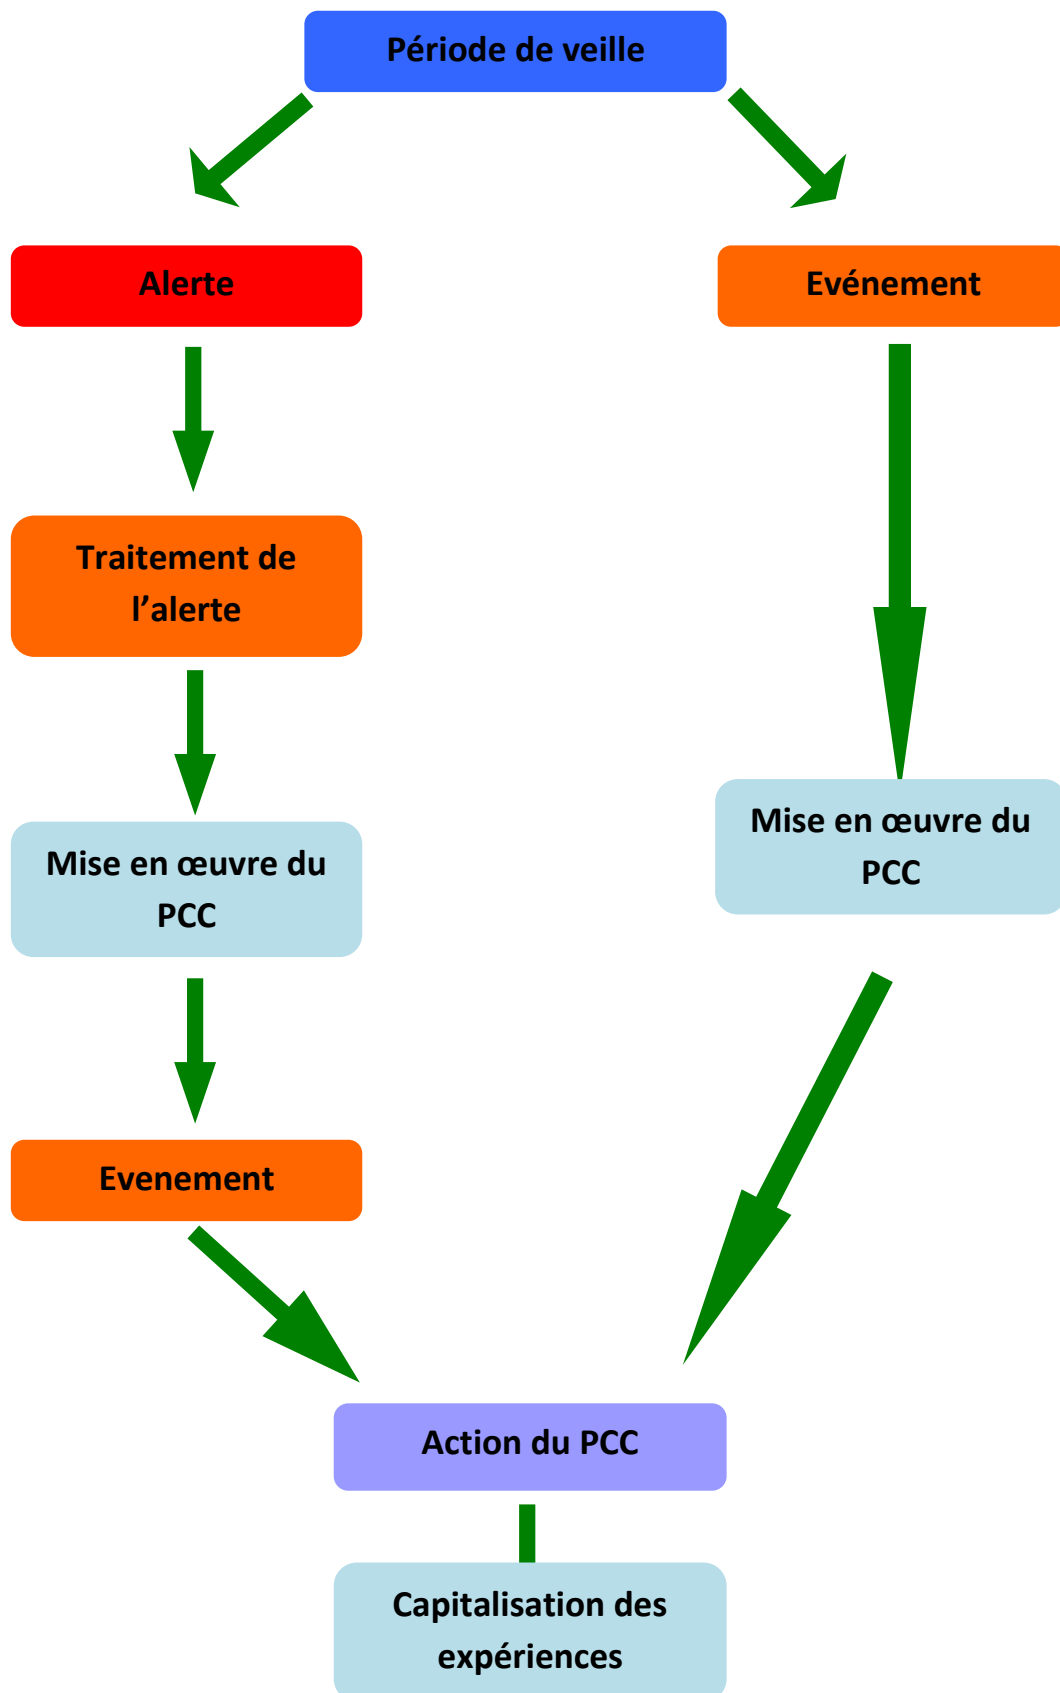 Période de veille
Alerte
Evénement
Traitement de
l’alerte
Mise en œuvre du
PCC
Mise en œuvre du
PCC
Evenement
Action du PCC
Capitalisation des
expériences